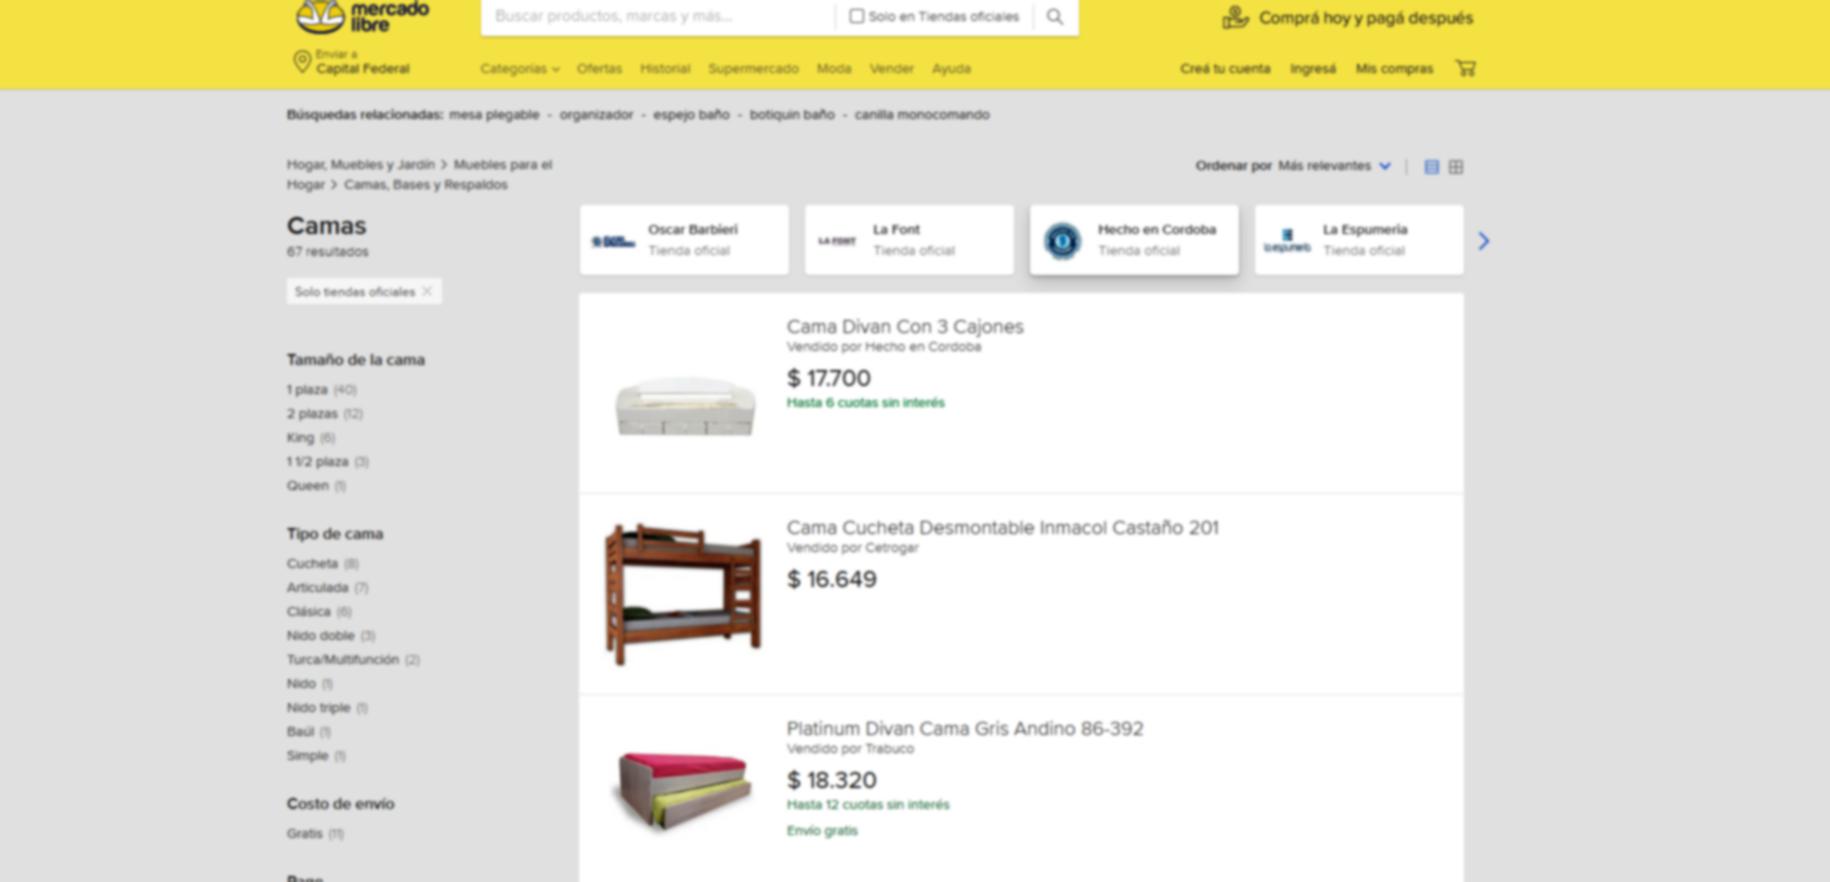 mercado
libre
Buscar productos, marcas y más...
Solo en Tiendas oficiales
Comprá hoy y pagá después
Enviar a
Capital Federal
Categorías
Ofertas
Historial
Supermercado
Moda
Vender
Ayuda
Creá tu cuenta
Ingresá
Mis compras
Búsquedas relacionadas: mesa plegable - organizador - espejo baño - botiquin baño - canilla monocomando
Hogar, Muebles y Jardín > Muebles para el
Hogar > Camas, Bases y Respaldos
Ordenar por Más relevantes
Camas
67 resultados
Solo tiendas oficiales
Oscar Barbieri
Tienda oficial
LA FONT
La Font
Tienda oficial
Hecho en Cordoba
Tienda oficial
la espumería
La Espumería
Tienda oficial
Tamaño de la cama
1 plaza (40)
2 plazas (12)
King (6)
1 1/2 plaza (3)
Queen (1)
Tipo de cama
Cucheta (8)
Articulada (7)
Clásica (6)
Nido doble (3)
Turca/Multifunción (2)
Nido (1)
Nido triple (1)
Baúl (1)
Simple (1)
Costo de envío
Gratis (11)
Pago
Cama Divan Con 3 Cajones
Vendido por Hecho en Cordoba
$ 17.700
Hasta 6 cuotas sin interés
Cama Cucheta Desmontable Inmacol Castaño 201
Vendido por Cetrogar
$ 16.649
Platinum Divan Cama Gris Andino 86-392
Vendido por Trabuco
$ 18.320
Hasta 12 cuotas sin interés
Envío gratis